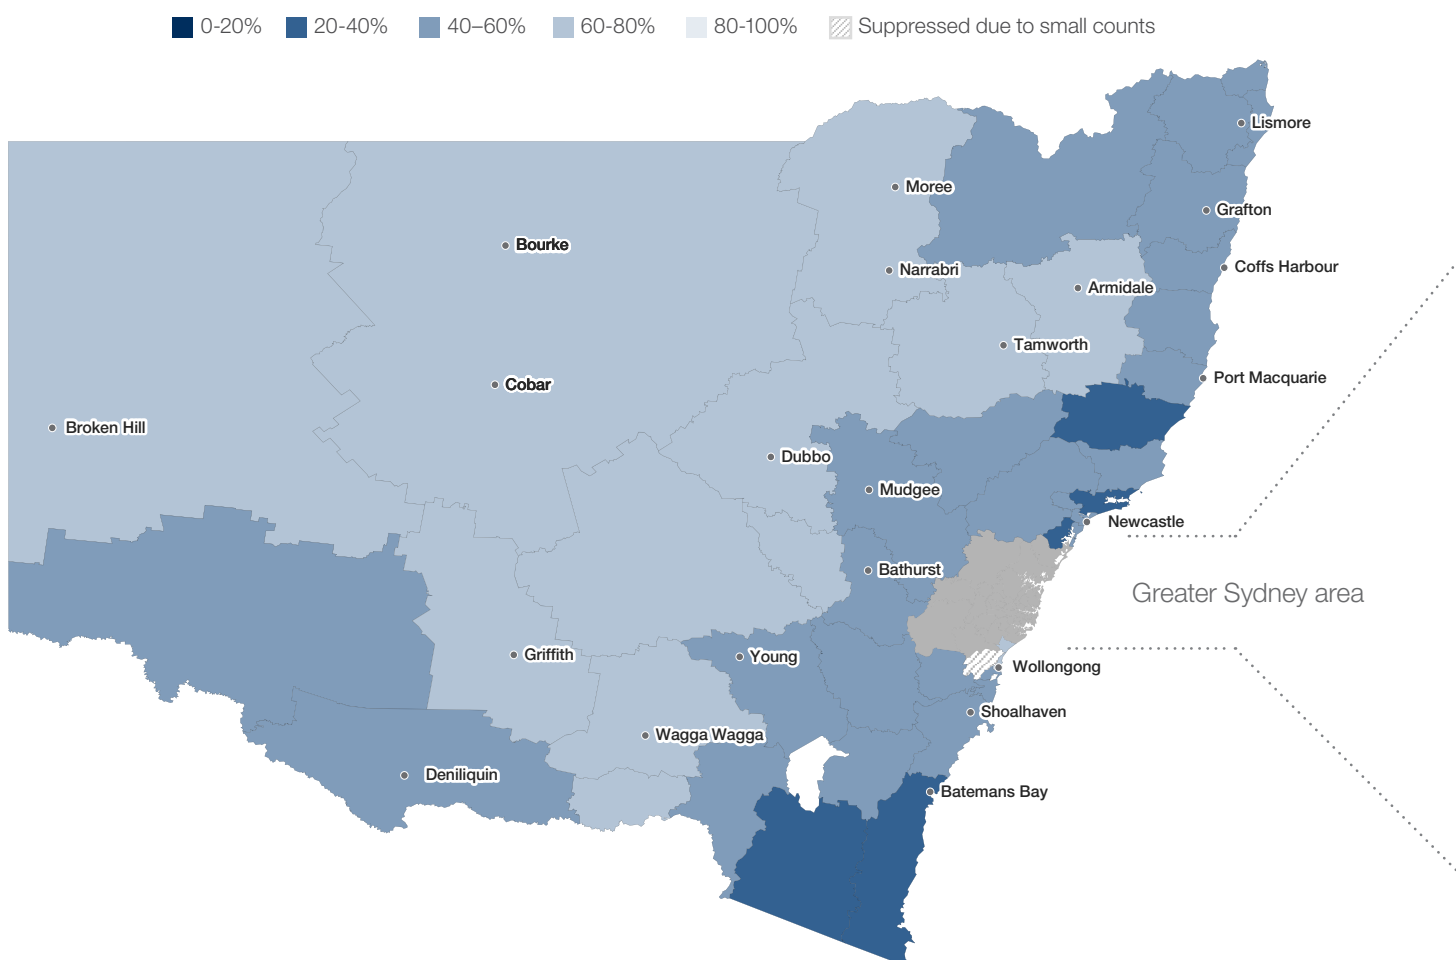 0-20% 20-40% 40–60% 60-80% 80-100% Suppressed due to small counts
Lismore
Moree
Grafton
Bourke
Coffs Harbour
Narrabri
Armidale
Tamworth
Port Macquarie
Cobar
Broken Hill
Dubbo
Mudgee
Newcastle
Bathurst
Greater Sydney area
Griffith
Young
Wollongong
Shoalhaven
Wagga Wagga
Deniliquin
Batemans Bay